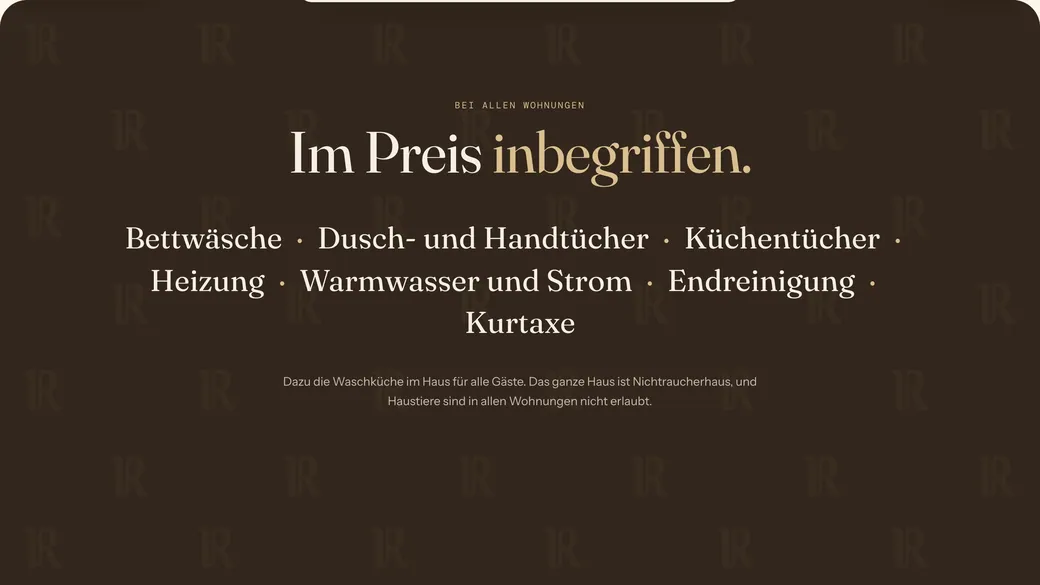 BEI ALLEN WOHNUNGEN
Im Preis inbegriffen.
Bettwäsche · Dusch- und Handtücher · Küchentücher ·
Heizung · Warmwasser und Strom · Endreinigung ·
Kurtaxe
Dazu die Waschküche im Haus für alle Gäste. Das ganze Haus ist Nichtraucherhaus, und
Haustiere sind in allen Wohnungen nicht erlaubt.